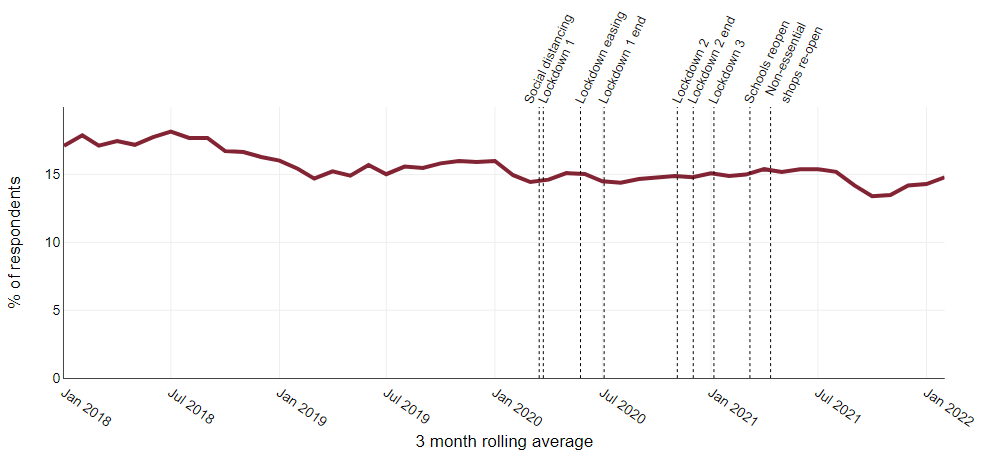 Social distancing
Lockdown 1
Lockdown easing
Lockdown 1 end
Lockdown 2
Lockdown 2 end
Lockdown 3
Schools reopen
Non-essential
shops re-open
% of respondents
15
10
5
0
Jan 2018
Jul 2018
Jan 2019
Jul 2019
Jan 2020
Jul 2020
Jan 2021
Jul 2021
Jan 2022
3 month rolling average